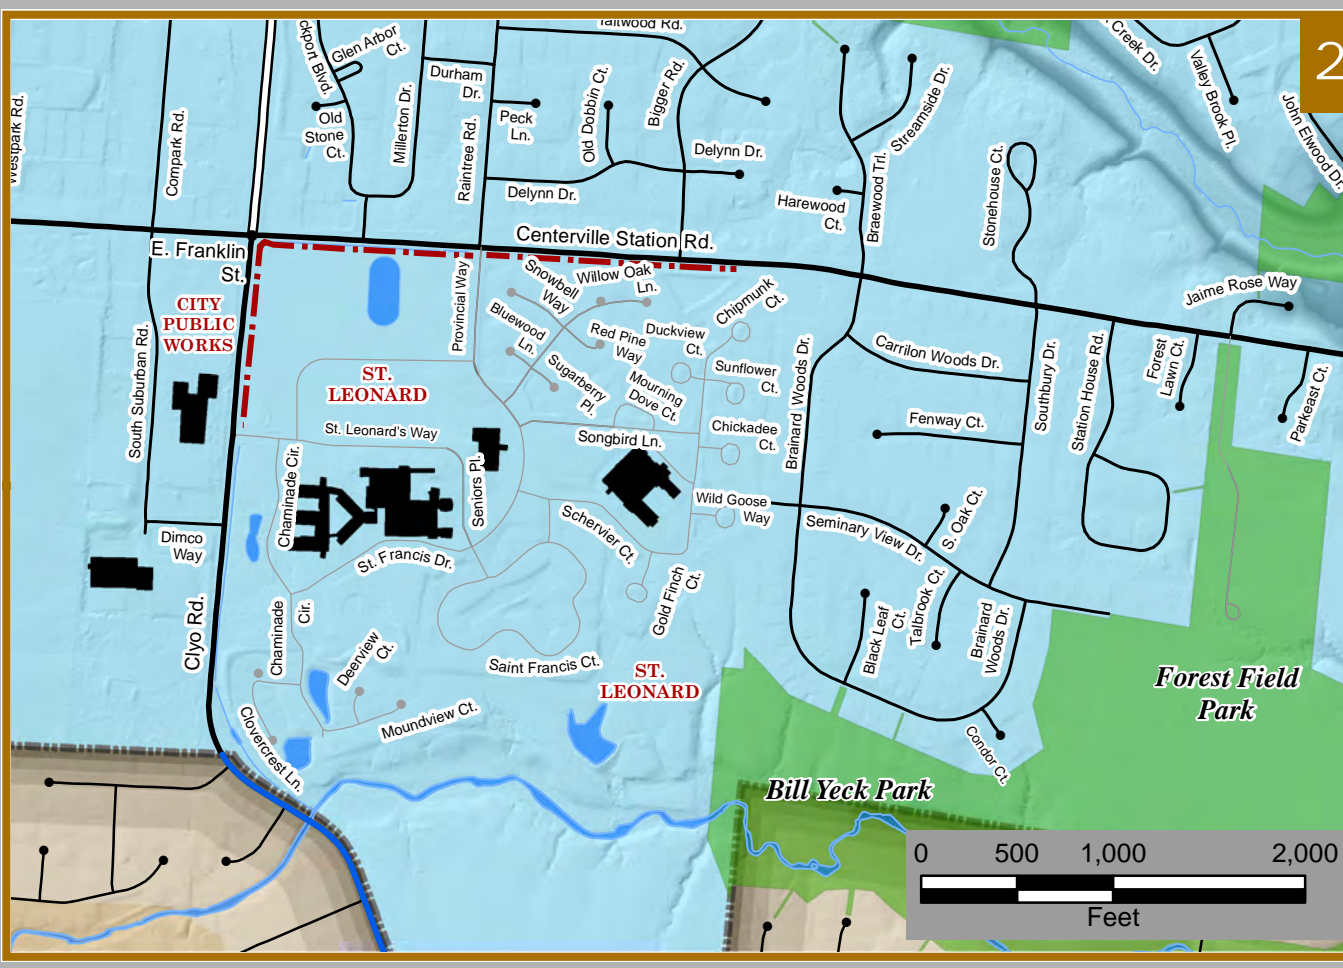 2
Tallwood Rd.
ckport Blvd.
Glen Arbor
Ct.
Creek Dr.
Valley Brook Pl.
John Elwood Dr.
Westpark Rd.
Compark Rd.
Old
Stone
Ct.
Millerton Dr.
Durham
Dr.
Raintree Rd.
Peck
Ln.
Old Dobbin Ct.
Bigger Rd.
Delynn Dr.
Delynn Dr.
Streamside Dr.
Braewood Trl.
Harewood
Ct.
Stonehouse Ct.
Centerville Station Rd.
E. Franklin
St.
CITY
PUBLIC
WORKS
South Suburban Rd.
Provincial Way
Snowbell
Way
Willow Oak
Ln.
Chipmunk
Ct.
Bluewood
Ln.
Red Pine
Way
Duckview
Ct.
Sugarberry
Pl.
Mourning
Dove Ct.
Sunflower
Ct.
Jaime Rose Way
Carrilon Woods Dr.
Brainard Woods Dr.
Southbury Dr.
Station House Rd.
Forest
Lawn Ct.
Parkeast Ct.
ST.
LEONARD
St. Leonard's Way
Songbird Ln.
Chickadee
Ct.
Fenway Ct.
Chaminade Cir.
Seniors Pl.
Wild Goose
Way
Seminary View Dr.
S. Oak Ct.
Dimco
Way
St. Francis Dr.
Schervier Ct.
Gold Finch
Ct.
Clyo Rd.
Chaminade
Cir.
Deerview
Ct.
Saint Francis Ct.
Black Leaf
Ct.
Talbrook Ct.
Brainard
Woods Dr.
ST.
LEONARD
Forest Field
Park
Clovercrest Ln.
Moundview Ct.
Condor Ct.
Bill Yeck Park
0 500 1,000 2,000
Feet